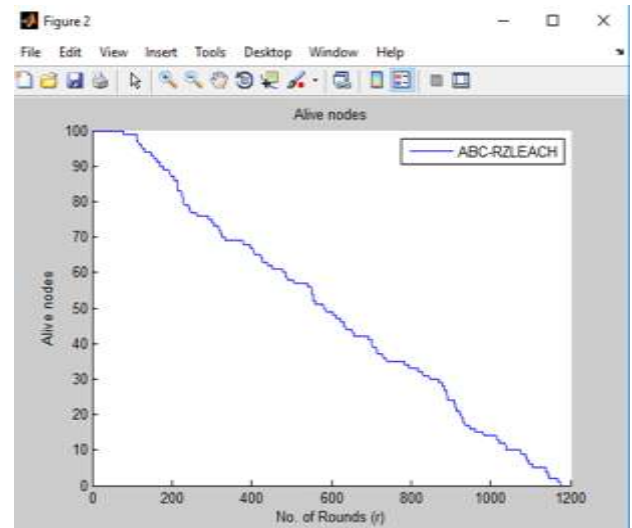 Figure 2
File Edit View Insert Tools Desktop Window Help
Alive nodes
ABC-RZLEACH
100
90
80
70
60
50
40
30
20
10
0
Alive nodes
0 200 400 600 800 1000 1200
No. of Rounds (r)